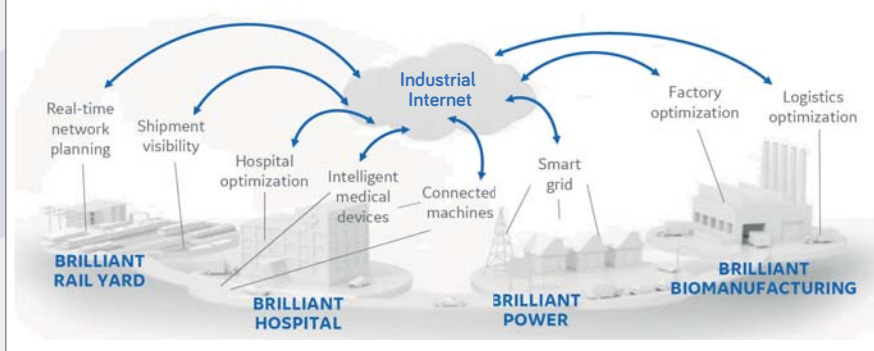 Industrial
Internet
Real-time
network
planning
Shipment
visibility
Hospital
optimization
Intelligent
medical
devices
Connected
machines
Smart
grid
Factory
optimization
Logistics
optimization
BRILLIANT
RAIL YARD
BRILLIANT
HOSPITAL
BRILLIANT
POWER
BRILLIANT
BIOMANUFACTURING